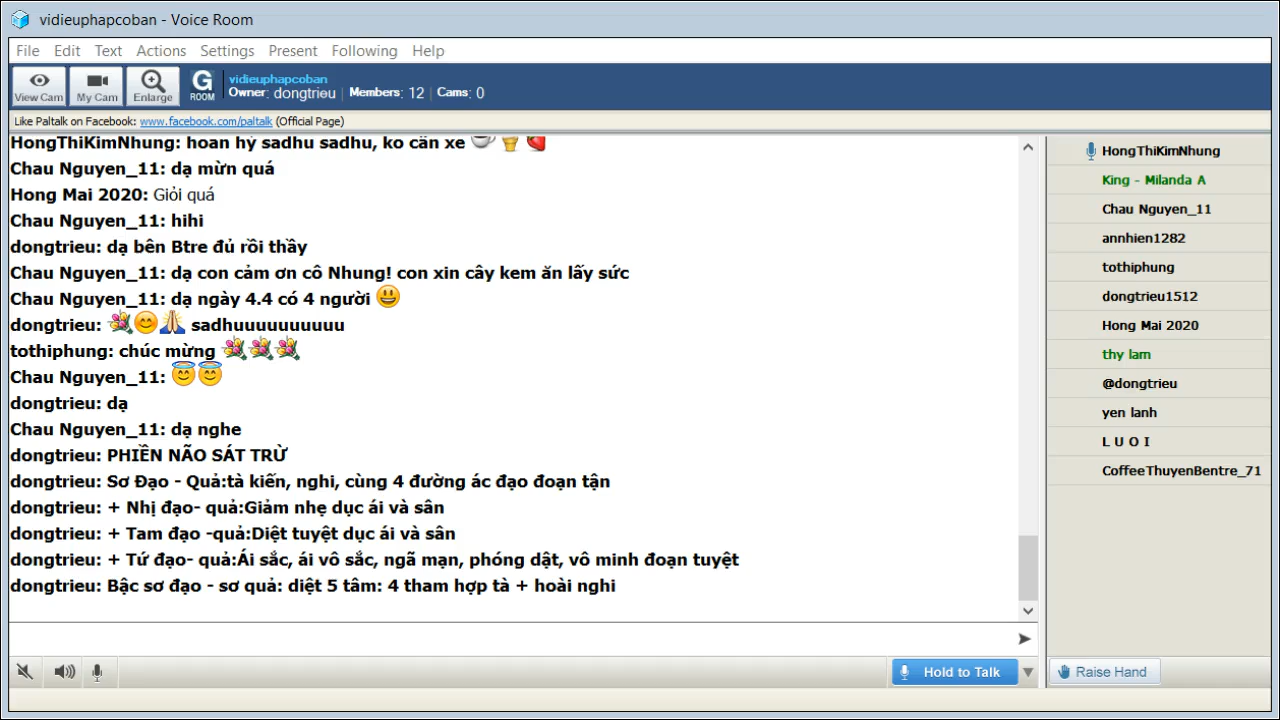 vidieuphapcoban - Voice Room
File Edit Text Actions Settings Present Following Help
View Cam My Cam Enlarge G ROOM
vidieuphapcoban
Owner: dongtrieu | Members: 12 | Cams: 0
Like Paltalk on Facebook: www.facebook.com/paltalk (Official Page)
HongThiKimNhung: hoan hỷ sadhu sadhu, ko cần xe
Chau Nguyen_11: dạ mừn quá
Hong Mai 2020: Giỏi quá
Chau Nguyen_11: hihi
dongtrieu: dạ bên Btre đủ rồi thầy
Chau Nguyen_11: dạ con cảm ơn cô Nhung! con xin cây kem ăn lấy sức
Chau Nguyen_11: dạ ngày 4.4 có 4 người 😃
dongtrieu: 💐😊🙏 sadhuuuuuuuuuu
tothiphung: chúc mừng 💐💐💐
Chau Nguyen_11: 😇😇
dongtrieu: dạ
Chau Nguyen_11: dạ nghe
dongtrieu: PHIỀN NÃO SÁT TRỪ
dongtrieu: Sơ Đạo - Quả:tà kiến, nghi, cùng 4 đường ác đạo đoạn tận
dongtrieu: + Nhị đạo- quả:Giảm nhẹ dục ái và sân
dongtrieu: + Tam đạo -quả:Diệt tuyệt dục ái và sân
dongtrieu: + Tứ đạo- quả:Ái sắc, ái vô sắc, ngã mạn, phóng dật, vô minh đoạn tuyệt
dongtrieu: Bậc sơ đạo - sơ quả: diệt 5 tâm: 4 tham hợp tà + hoài nghi
HongThiKimNhung
King - Milanda A
Chau Nguyen_11
annhien1282
tothiphung
dongtrieu1512
Hong Mai 2020
thy lam
@dongtrieu
yen lanh
L U O I
CoffeeThuyenBentre_71
Hold to Talk
Raise Hand